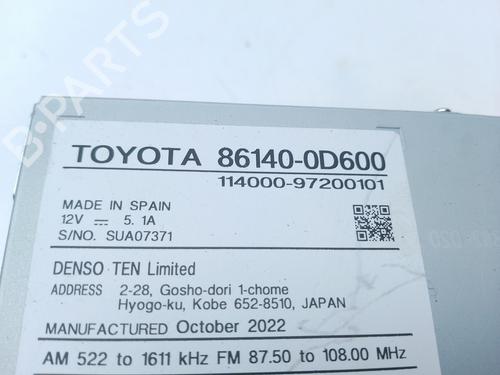 B-PARTS
TOYOTA 86140-0D600
114000-97200101
MADE IN SPAIN
12V ⎓ 5. 1A
S/NO. SUA07371
DENSO TEN Limited
ADDRESS 2-28, Gosho-dori 1-chome
Hyogo-ku, Kobe 652-8510, JAPAN
MANUFACTURED October 2022
AM 522 to 1611 kHz FM 87.50 to 108.00 MHz